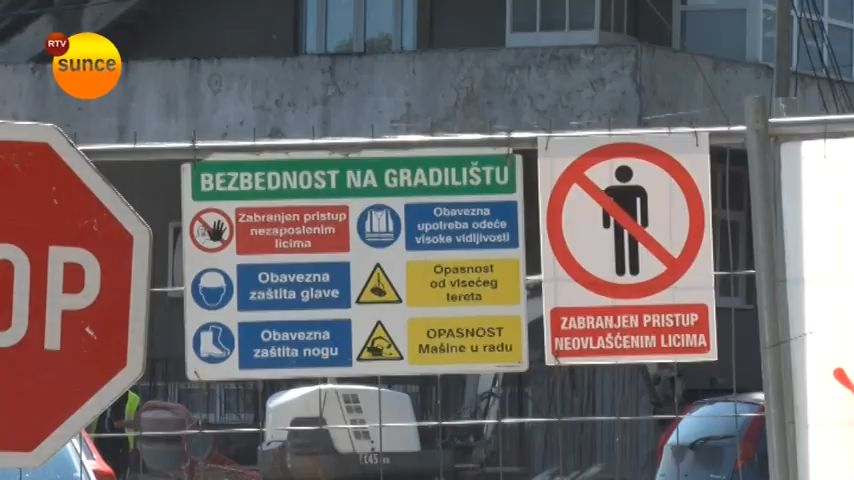 RTV
sunce
OP
BEZBEDNOST NA GRADILIŠTU
Zabranjen pristup
nezaposlenim
licima
Obavezna
upotreba odeće
visoke vidljivosti
Obavezna
zaštita glave
Opasnost
od visećeg
tereta
Obavezna
zaštita nogu
OPASNOST
Mašine u radu
ZABRANJEN PRISTUP
NEOVLAŠĆENIM LICIMA